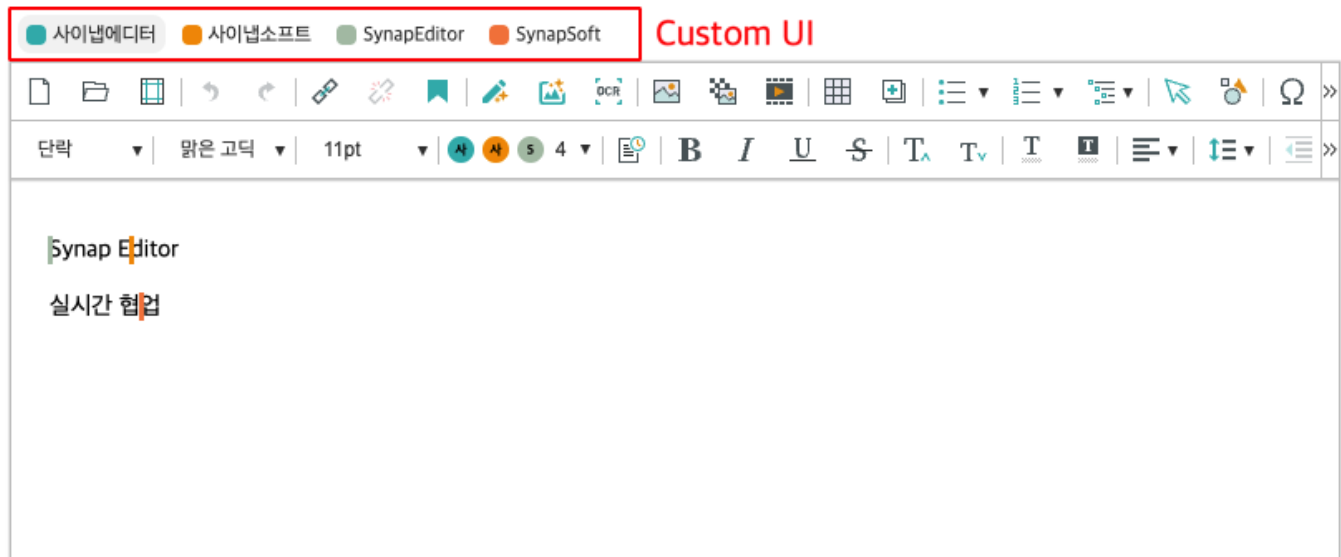 사이냅에디터 사이냅소프트 SynapEditor SynapSoft Custom UI
OCR Ω »
단락 맑은 고딕 11pt 사 사 S 4 B I U S T T T T »
Synap Editor
실시간 협업